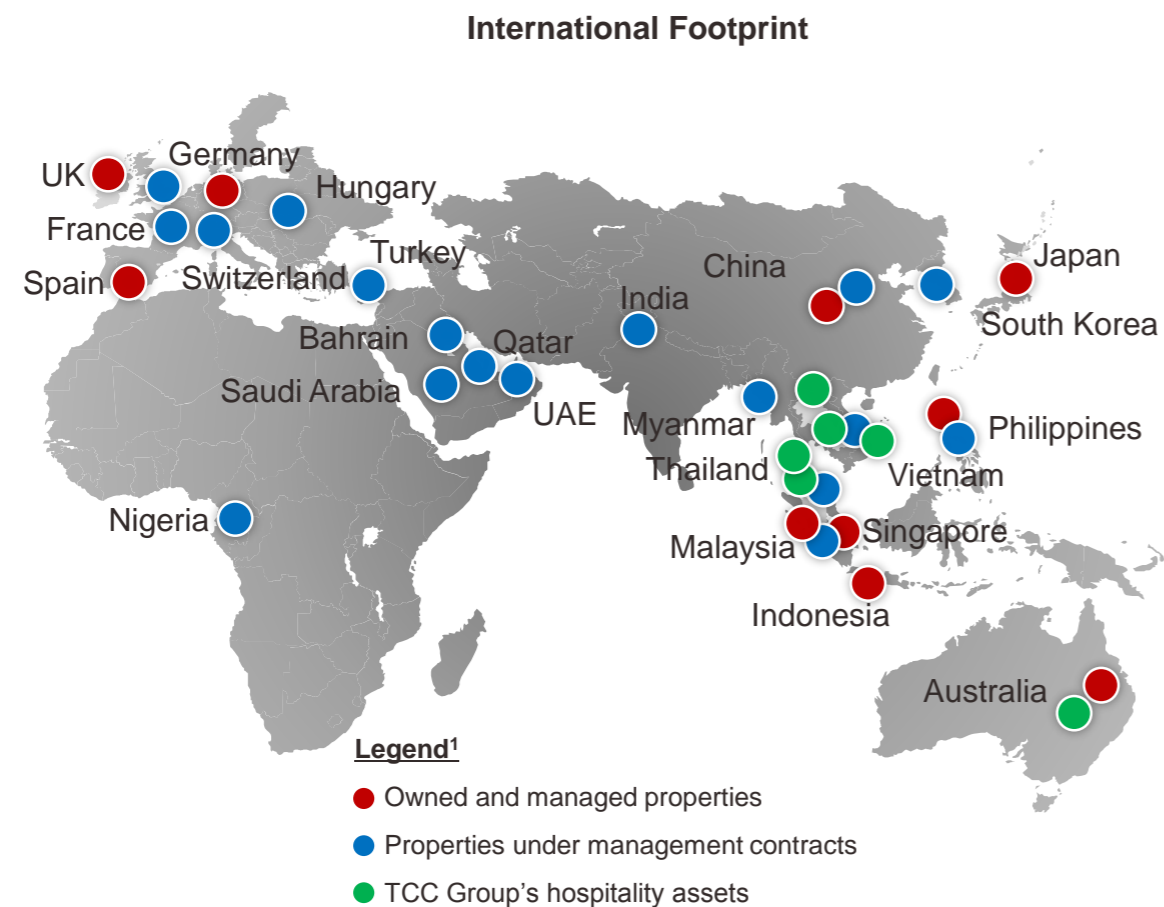 International Footprint
Germany
UK
Hungary
France
Turkey
Spain
Switzerland
China
Japan
India
South Korea
Bahrain
Qatar
Saudi Arabia
UAE
Myanmar
Philippines
Thailand
Vietnam
Nigeria
Singapore
Malaysia
Indonesia
Australia
Legend¹
Owned and managed properties
Properties under management contracts
TCC Group’s hospitality assets